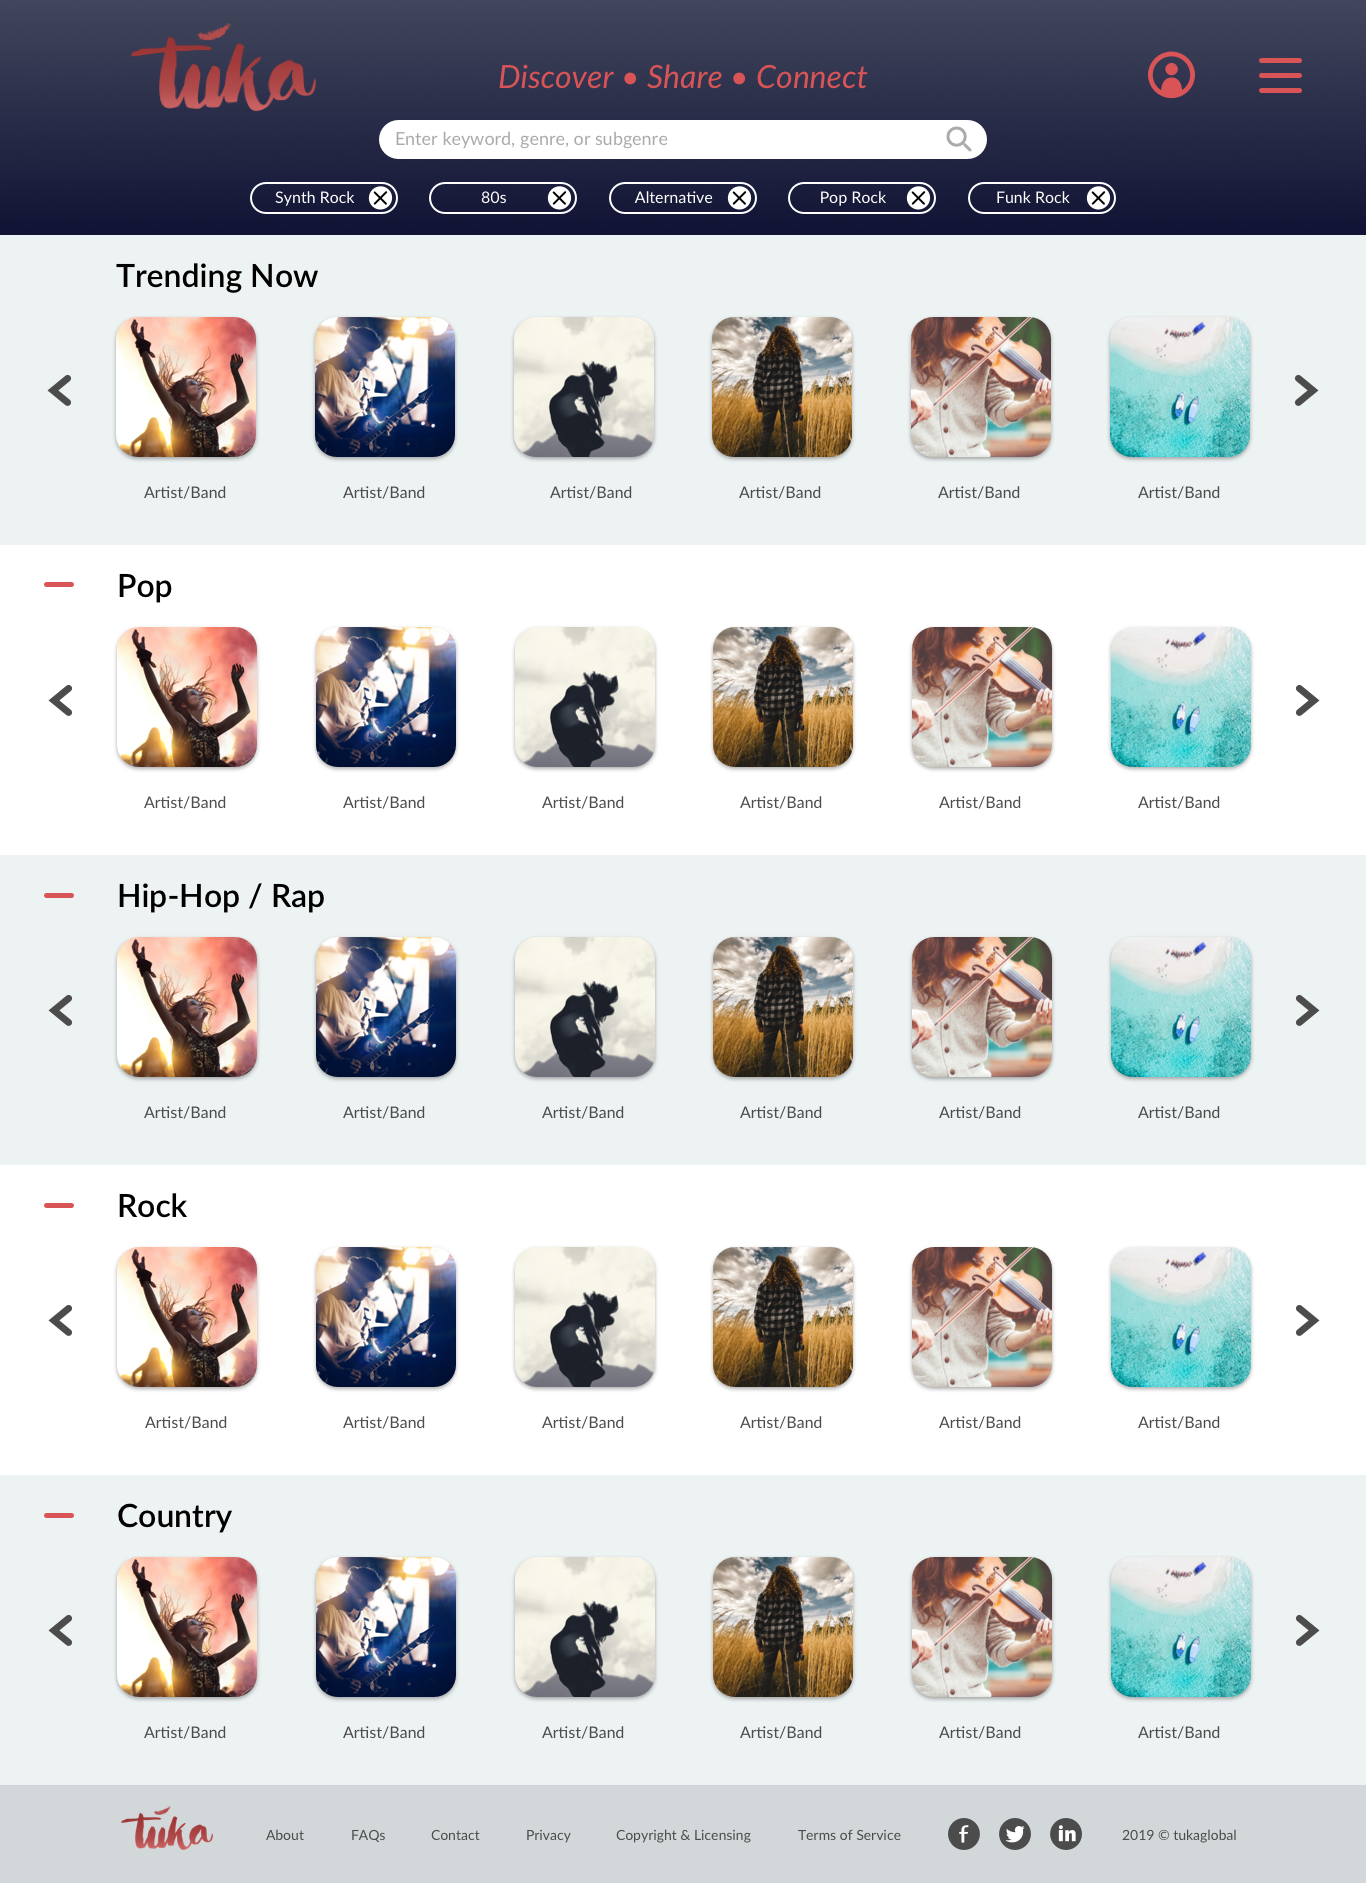 tuka
Discover • Share • Connect
Enter keyword, genre, or subgenre
Synth Rock 80s Alternative Pop Rock Funk Rock
Trending Now
Artist/Band Artist/Band Artist/Band Artist/Band Artist/Band Artist/Band
Pop
Artist/Band Artist/Band Artist/Band Artist/Band Artist/Band Artist/Band
Hip-Hop / Rap
Artist/Band Artist/Band Artist/Band Artist/Band Artist/Band Artist/Band
Rock
Artist/Band Artist/Band Artist/Band Artist/Band Artist/Band Artist/Band
Country
Artist/Band Artist/Band Artist/Band Artist/Band Artist/Band Artist/Band
tuka About FAQs Contact Privacy Copyright & Licensing Terms of Service f in 2019 © tukaglobal